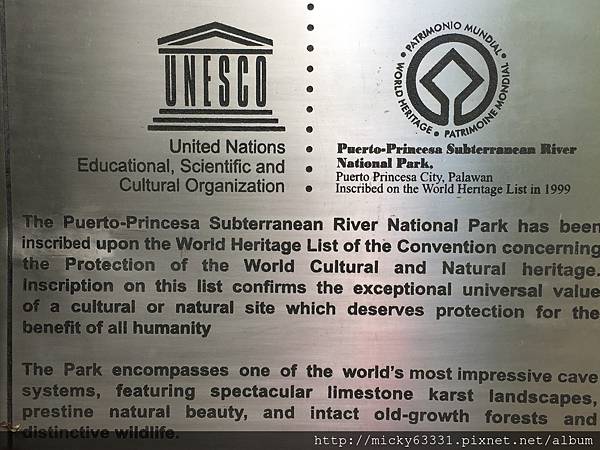 UNESCO
United Nations
Educational, Scientific and
Cultural Organization
PATRIMONIO MUNDIAL • WORLD HERITAGE • PATRIMOINE MONDIAL •
Puerto-Princesa Subterranean River
National Park,
Puerto Princesa City, Palawan
Inscribed on the World Heritage List in 1999
The Puerto-Princesa Subterranean River National Park has been
inscribed upon the World Heritage List of the Convention concerning
the Protection of the World Cultural and Natural heritage.
Inscription on this list confirms the exceptional universal value
of a cultural or natural site which deserves protection for the
benefit of all humanity
The Park encompasses one of the world's most impressive cave
systems, featuring spectacular limestone karst landscapes,
prestine natural beauty, and intact old-growth forests and
distinctive wildlife.
http://micky63331.pixnet.net/album